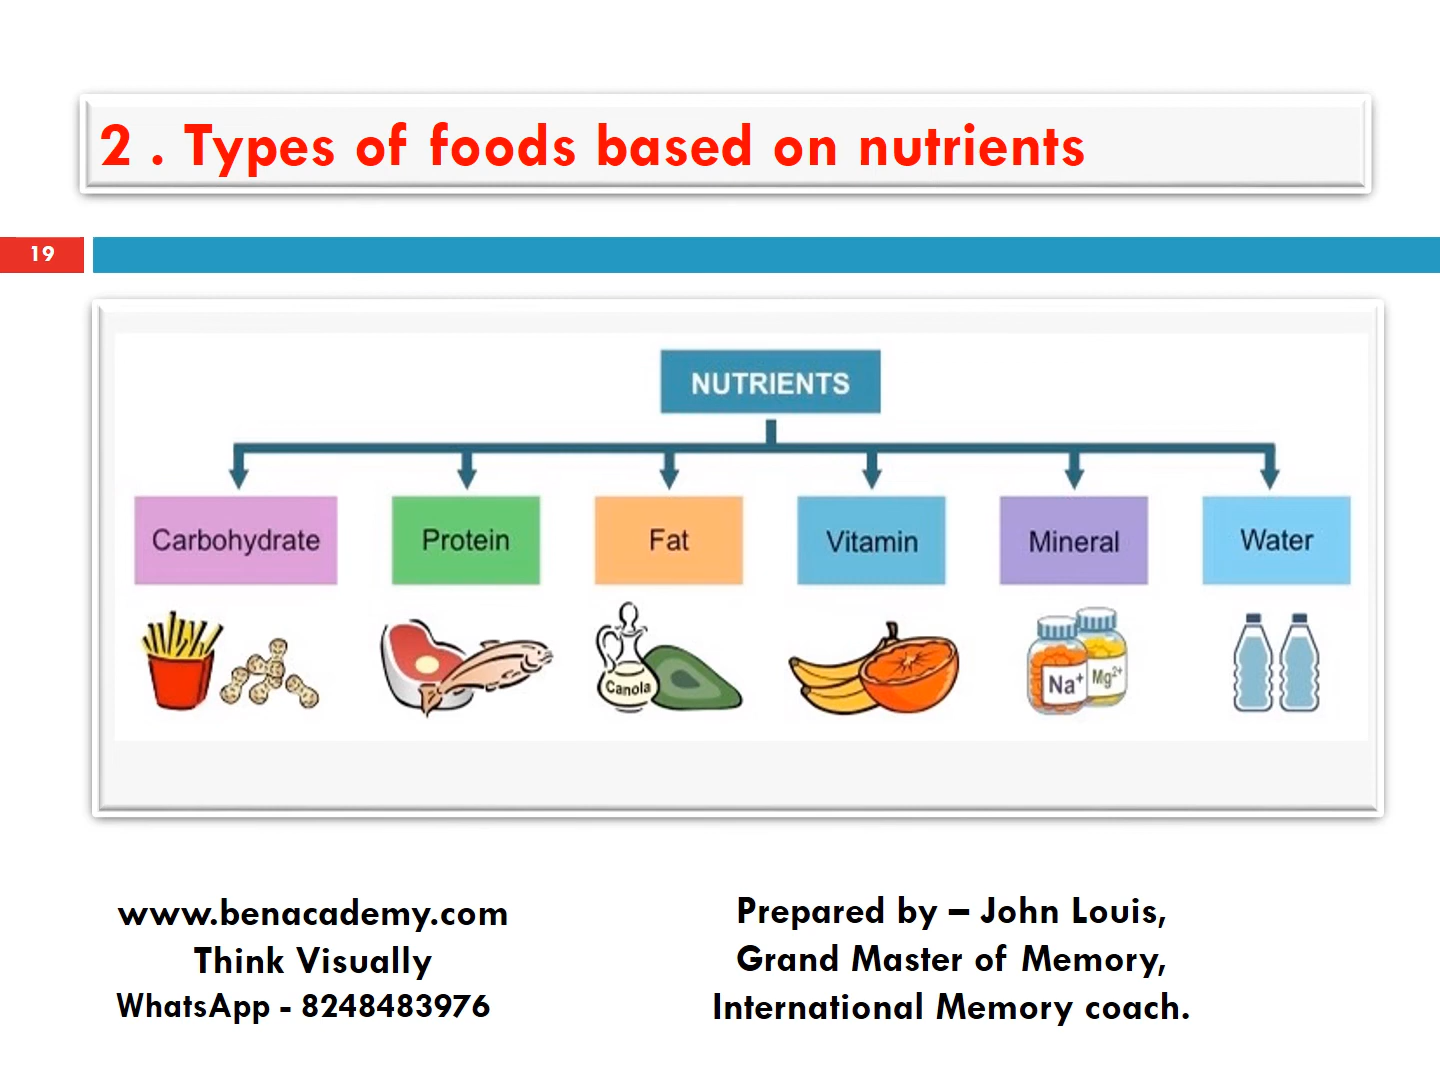 2 . Types of foods based on nutrients
19
NUTRIENTS
Carbohydrate
Protein
Fat
Vitamin
Mineral
Water
Canola
Na⁺
Mg²⁺
www.benacademy.com
Think Visually
WhatsApp - 8248483976
Prepared by – John Louis,
Grand Master of Memory,
International Memory coach.